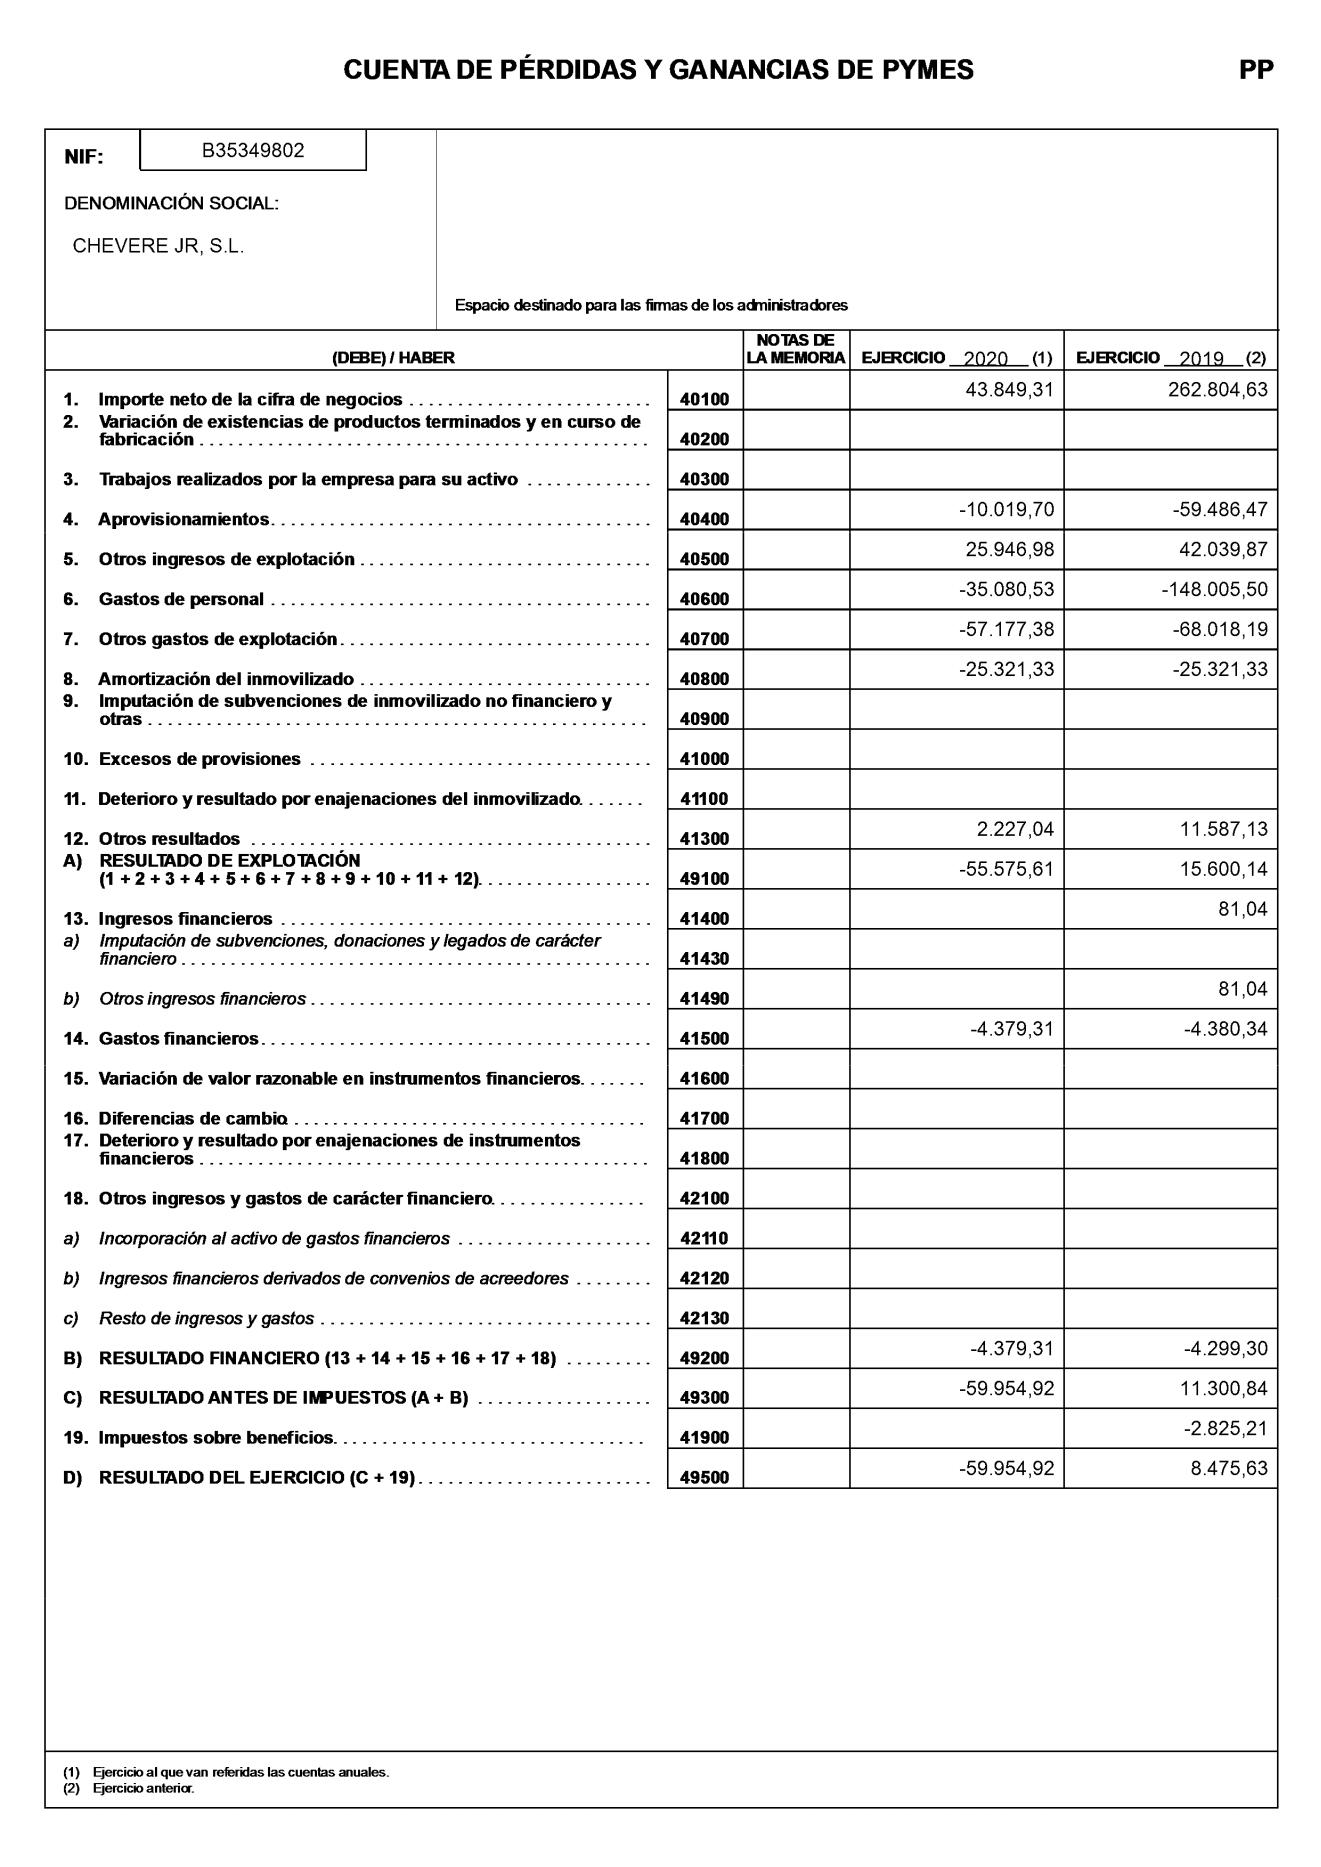 CUENTA DE PÉRDIDAS Y GANANCIAS DE PYMES PP
NIF: B35349802
DENOMINACIÓN SOCIAL:
CHEVERE JR, S.L.
Espacio destinado para las firmas de los administradores
(DEBE) / HABER NOTAS DE LA MEMORIA EJERCICIO 2020 (1) EJERCICIO 2019 (2)
1. Importe neto de la cifra de negocios 40100 43.849,31 262.804,63
2. Variación de existencias de productos terminados y en curso de
fabricación 40200
3. Trabajos realizados por la empresa para su activo 40300
4. Aprovisionamientos 40400 -10.019,70 -59.486,47
5. Otros ingresos de explotación 40500 25.946,98 42.039,87
6. Gastos de personal 40600 -35.080,53 -148.005,50
7. Otros gastos de explotación 40700 -57.177,38 -68.018,19
8. Amortización del inmovilizado 40800 -25.321,33 -25.321,33
9. Imputación de subvenciones de inmovilizado no financiero y
otras 40900
10. Excesos de provisiones 41000
11. Deterioro y resultado por enajenaciones del inmovilizado 41100
12. Otros resultados 41300 2.227,04 11.587,13
A) RESULTADO DE EXPLOTACIÓN
(1 + 2 + 3 + 4 + 5 + 6 + 7 + 8 + 9 + 10 + 11 + 12) 49100 -55.575,61 15.600,14
13. Ingresos financieros 41400 81,04
a) Imputación de subvenciones, donaciones y legados de carácter
financiero 41430
b) Otros ingresos financieros 41490 81,04
14. Gastos financieros 41500 -4.379,31 -4.380,34
15. Variación de valor razonable en instrumentos financieros 41600
16. Diferencias de cambio 41700
17. Deterioro y resultado por enajenaciones de instrumentos
financieros 41800
18. Otros ingresos y gastos de carácter financiero 42100
a) Incorporación al activo de gastos financieros 42110
b) Ingresos financieros derivados de convenios de acreedores 42120
c) Resto de ingresos y gastos 42130
B) RESULTADO FINANCIERO (13 + 14 + 15 + 16 + 17 + 18) 49200 -4.379,31 -4.299,30
C) RESULTADO ANTES DE IMPUESTOS (A + B) 49300 -59.954,92 11.300,84
19. Impuestos sobre beneficios 41900 -2.825,21
D) RESULTADO DEL EJERCICIO (C + 19) 49500 -59.954,92 8.475,63
(1) Ejercicio al que van referidas las cuentas anuales.
(2) Ejercicio anterior.